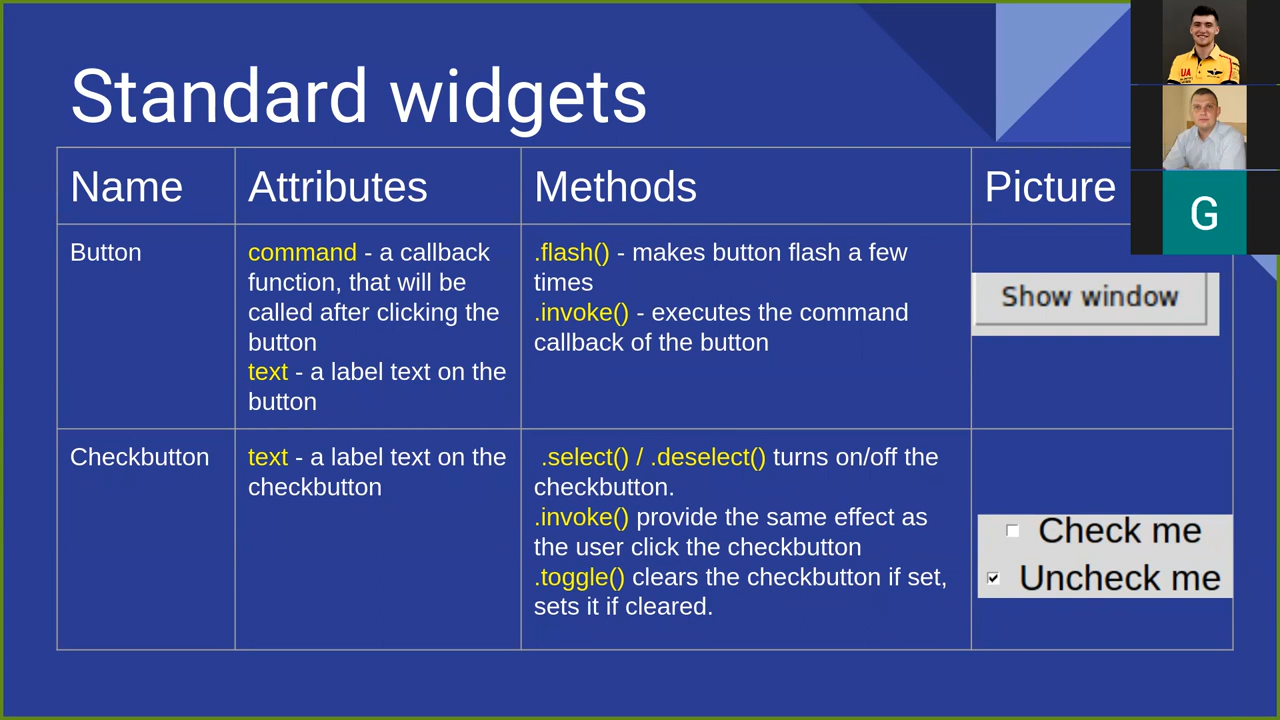 Standard widgets
Name
Attributes
Methods
Picture
Button
command - a callback
function, that will be
called after clicking the
button
text - a label text on the
button
.flash() - makes button flash a few
times
.invoke() - executes the command
callback of the button
Show window
Checkbutton
text - a label text on the
checkbutton
.select() / .deselect() turns on/off the
checkbutton.
.invoke() provide the same effect as
the user click the checkbutton
.toggle() clears the checkbutton if set,
sets it if cleared.
Check me
Uncheck me
UA
G